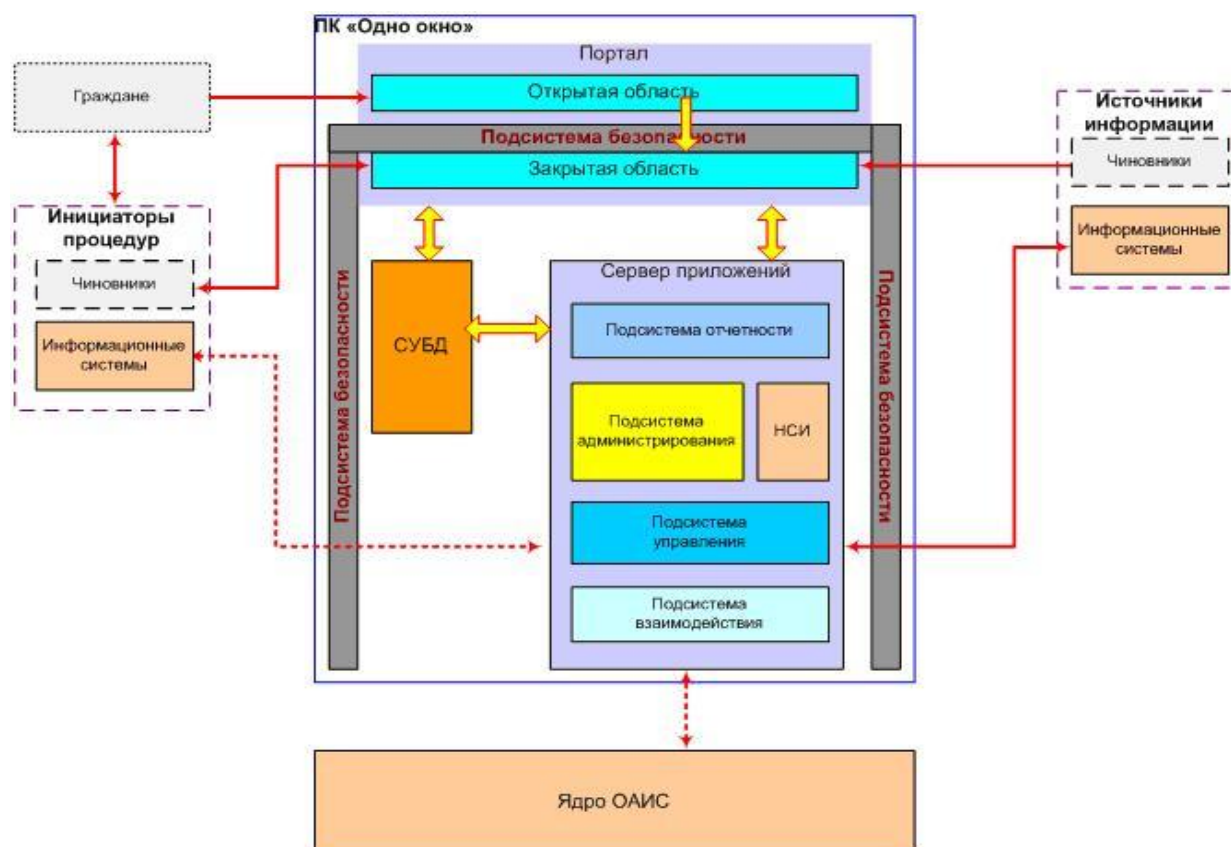 ПК «Одно окно»
Портал
Открытая область
Граждане
Подсистема безопасности
Закрытая область
Источники
информации
Чиновники
Информационные
системы
Инициаторы
процедур
Чиновники
Информационные
системы
Подсистема безопасности
СУБД
Сервер приложений
Подсистема отчетности
Подсистема
администрирования
НСИ
Подсистема
управления
Подсистема
взаимодействия
Подсистема безопасности
Ядро ОАИС